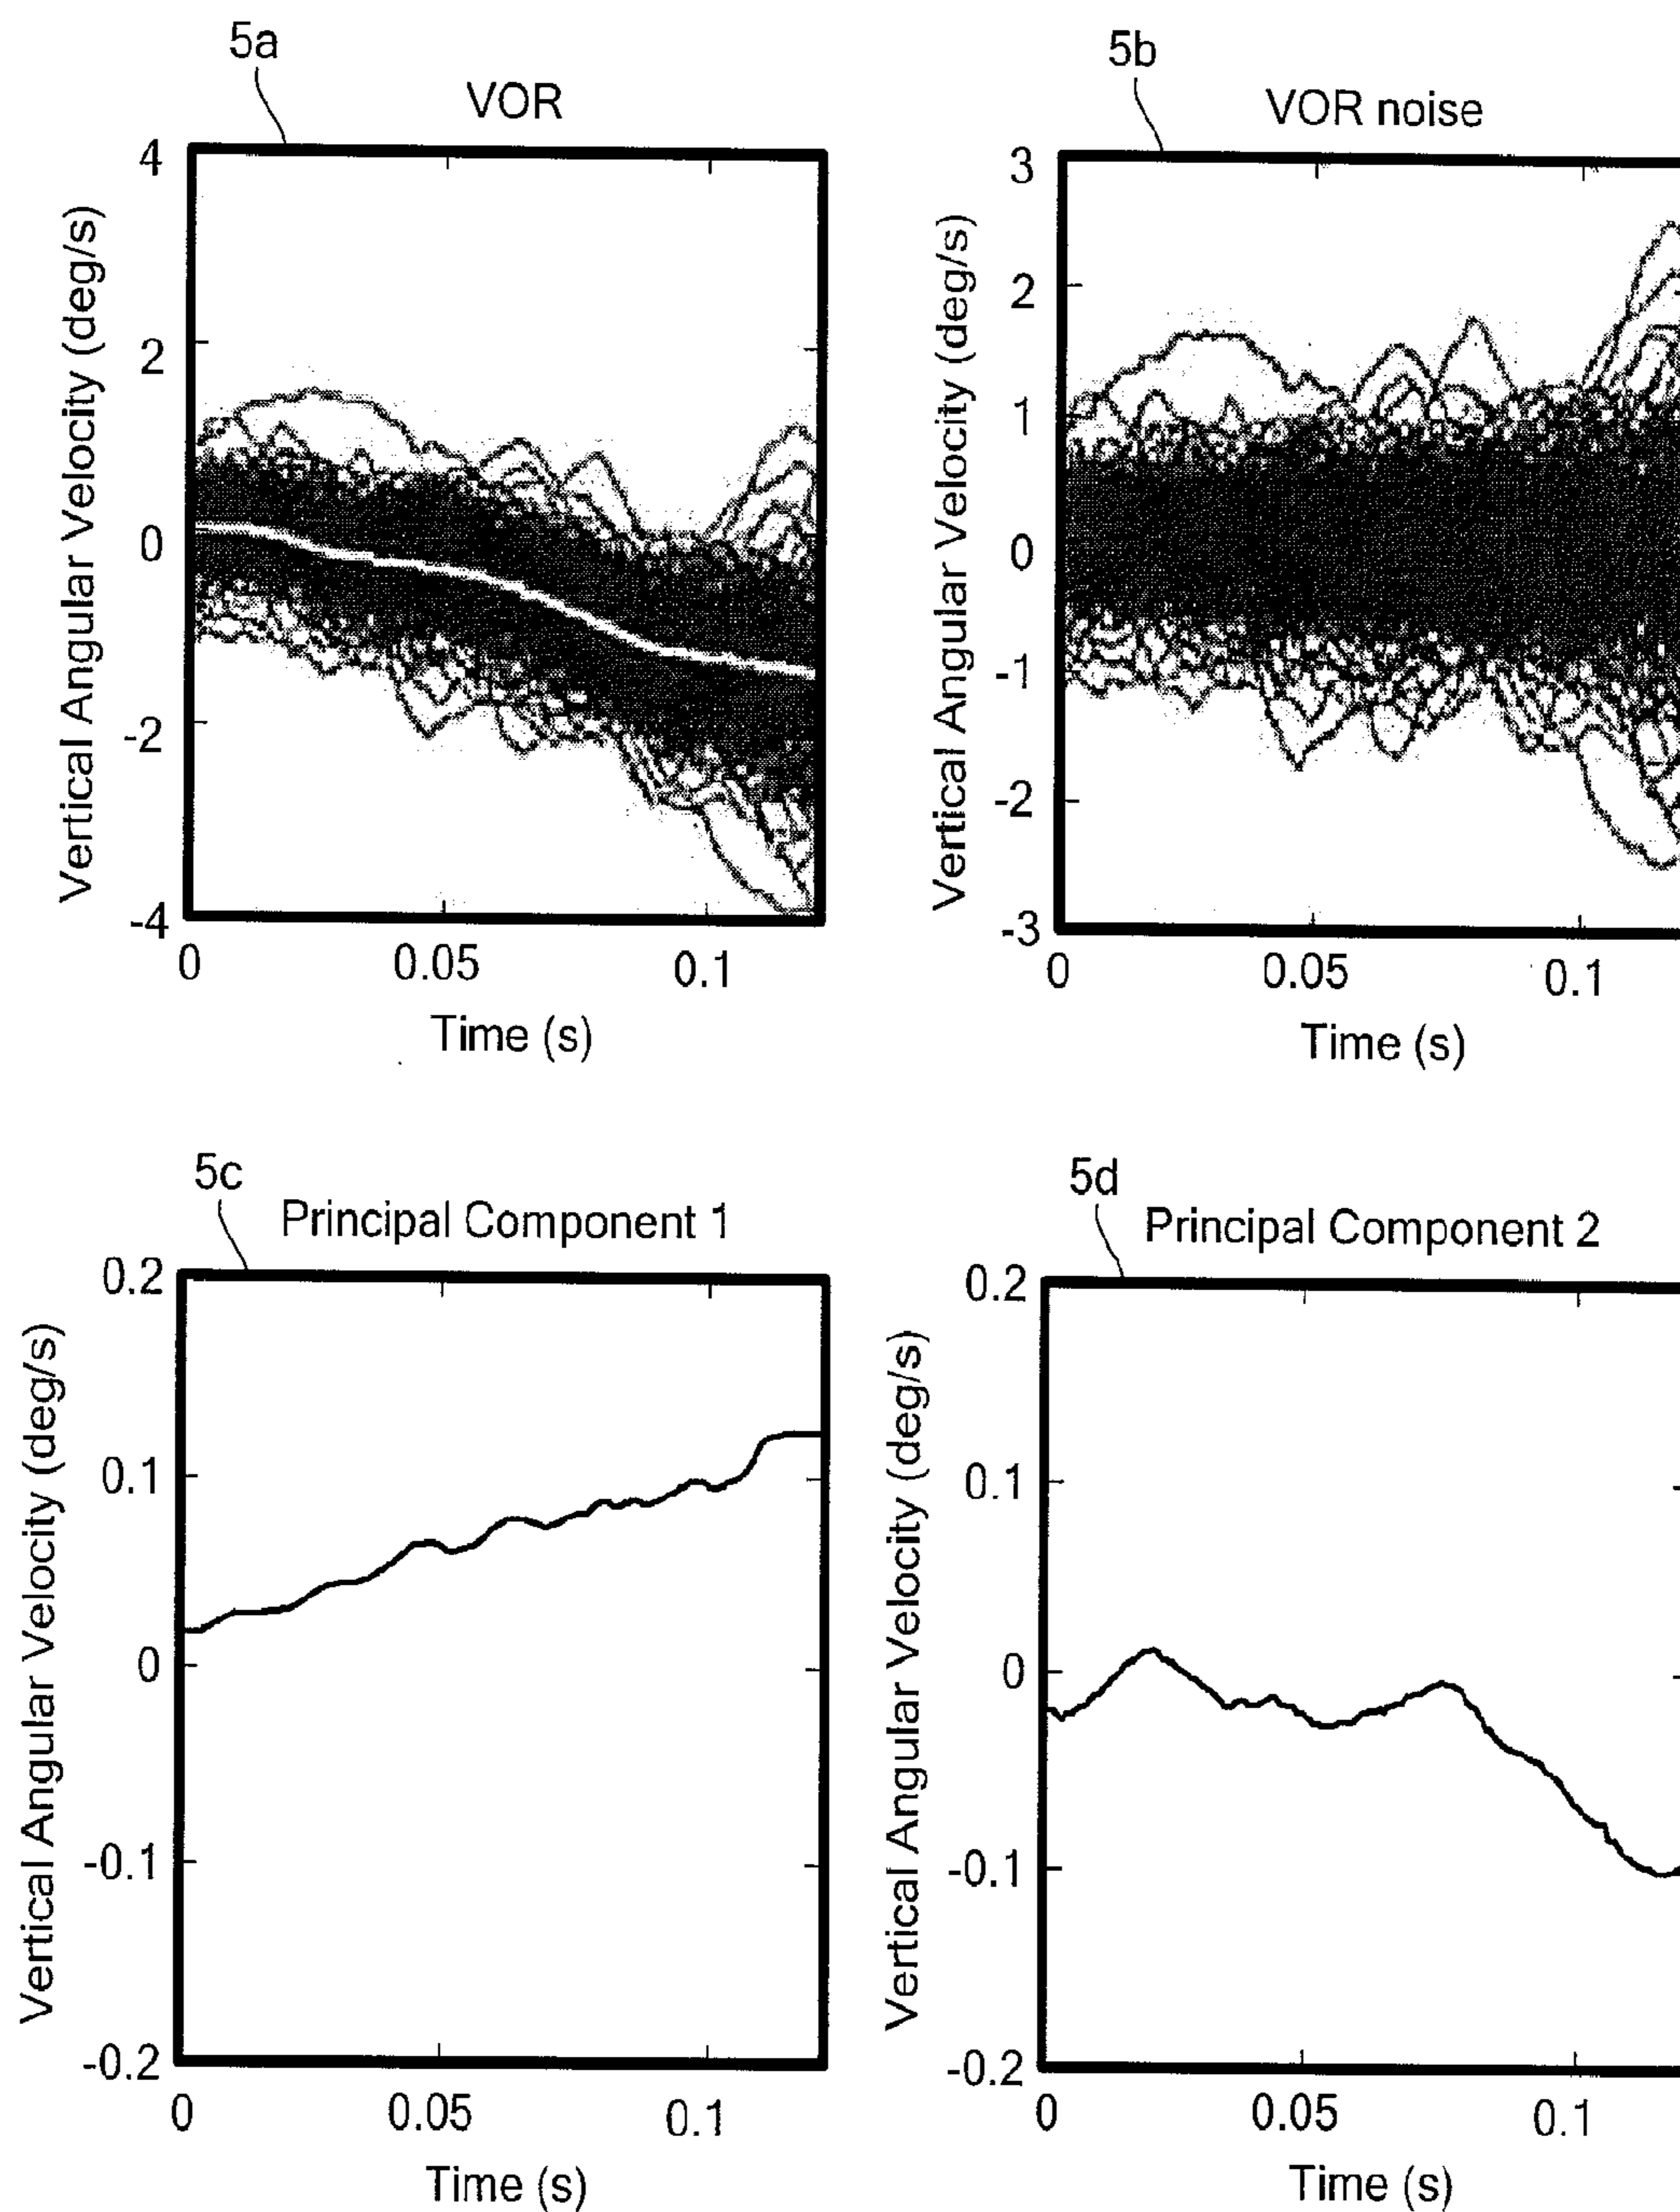 5a
VOR
4
2
0
-2
-4
Vertical Angular Velocity (deg/s)
0
0.05
0.1
Time (s)
5b
VOR noise
3
2
1
0
-1
-2
-3
Vertical Angular Velocity (deg/s)
0
0.05
0.1
Time (s)
5c
Principal Component 1
0.2
0.1
0
-0.1
-0.2
Vertical Angular Velocity (deg/s)
0
0.05
0.1
Time (s)
5d
Principal Component 2
0.2
0.1
0
-0.1
-0.2
Vertical Angular Velocity (deg/s)
0
0.05
0.1
Time (s)